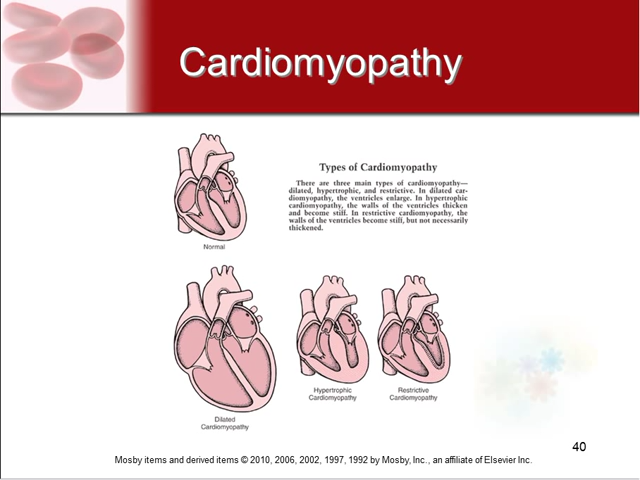 Cardiomyopathy
Types of Cardiomyopathy
There are three main types of cardiomyopathy—
dilated, hypertrophic, and restrictive. In dilated car-
diomyopathy, the ventricles enlarge. In hypertrophic
cardiomyopathy, the walls of the ventricles thicken
and become stiff. In restrictive cardiomyopathy, the
walls of the ventricles become stiff, but not necessarily
thickened.
Normal
Dilated
Cardiomyopathy
Hypertrophic
Cardiomyopathy
Restrictive
Cardiomyopathy
40
Mosby items and derived items © 2010, 2006, 2002, 1997, 1992 by Mosby, Inc., an affiliate of Elsevier Inc.